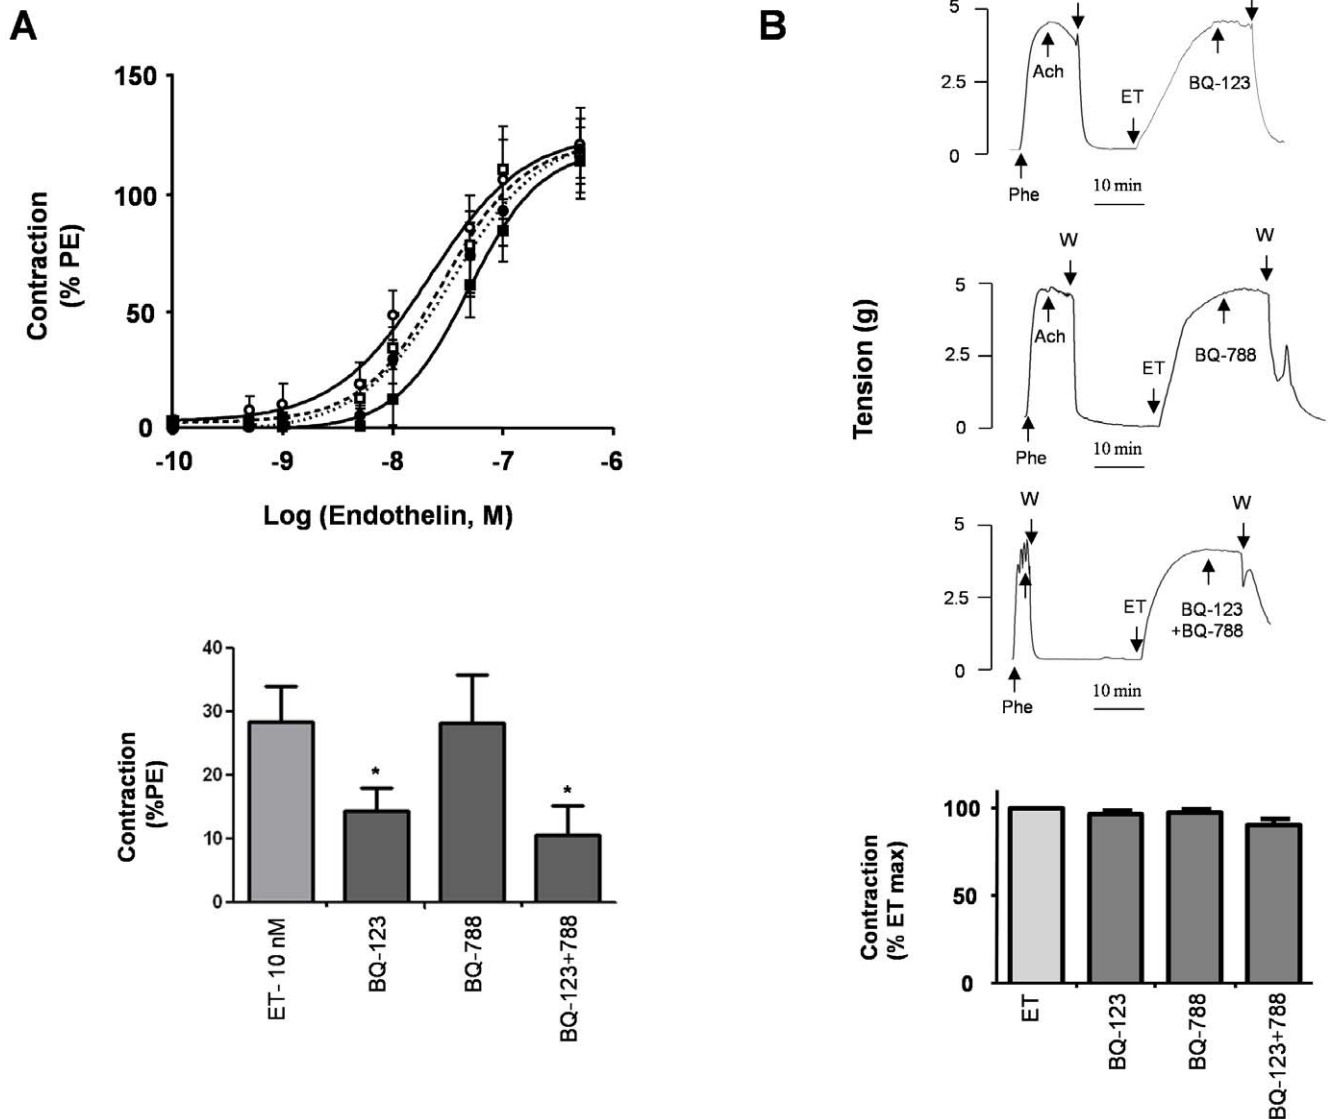 A
150
100
50
0
Contraction
(% PE)
-10
-9
-8
-7
-6
Log (Endothelin, M)
40
30
20
10
0
Contraction
(%PE)
ET- 10 nM
BQ-123
BQ-788
BQ-123+788
B
5
2.5
0
Ach
ET
BQ-123
Phe
10 min
Tension (g)
W
W
5
2.5
0
Ach
ET
BQ-788
Phe
10 min
W
W
5
2.5
0
ET
BQ-123
+BQ-788
Phe
10 min
100
50
0
Contraction
(% ET max)
ET
BQ-123
BQ-788
BQ-123+788